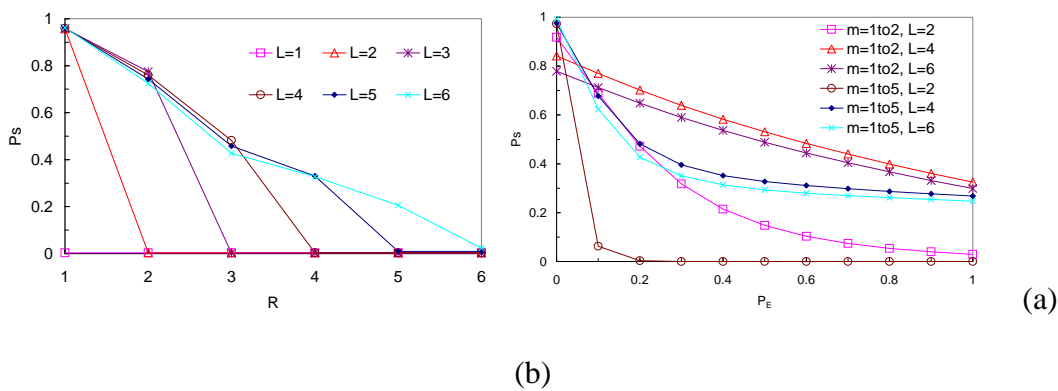 Ps
1
0.8
0.6
0.4
0.2
0
1 2 3 4 5 6
R
L=1 L=2 L=3
L=4 L=5 L=6
Ps
1
0.8
0.6
0.4
0.2
0
0 0.2 0.4 0.6 0.8 1
PE
m=1to2, L=2
m=1to2, L=4
m=1to2, L=6
m=1to5, L=2
m=1to5, L=4
m=1to5, L=6
(a)
(b)